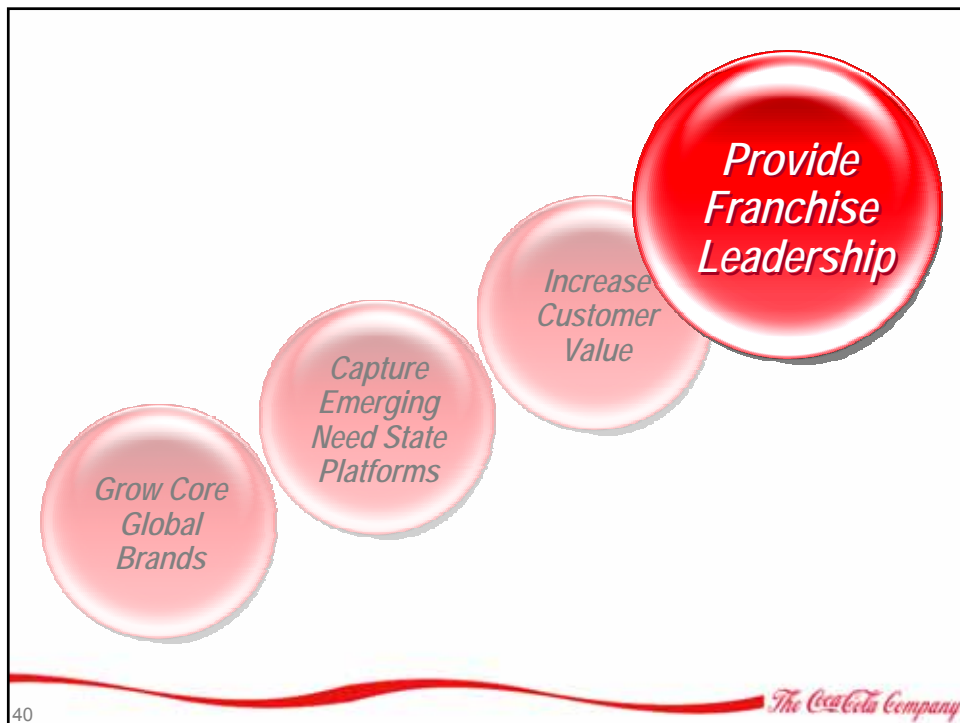 Provide
Franchise
Leadership
Increase
Customer
Value
Capture
Emerging
Need State
Platforms
Grow Core
Global
Brands
The Coca-Cola Company
40